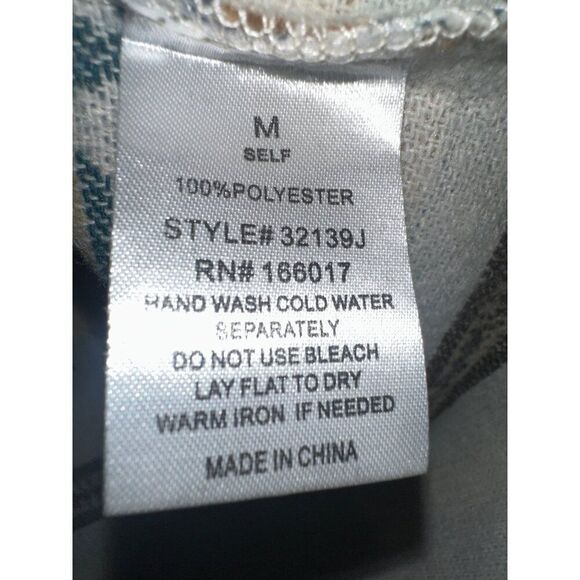 M
SELF
100%POLYESTER
STYLE# 32139J
RN# 166017
HAND WASH COLD WATER
SEPARATELY
DO NOT USE BLEACH
LAY FLAT TO DRY
WARM IRON IF NEEDED
MADE IN CHINA